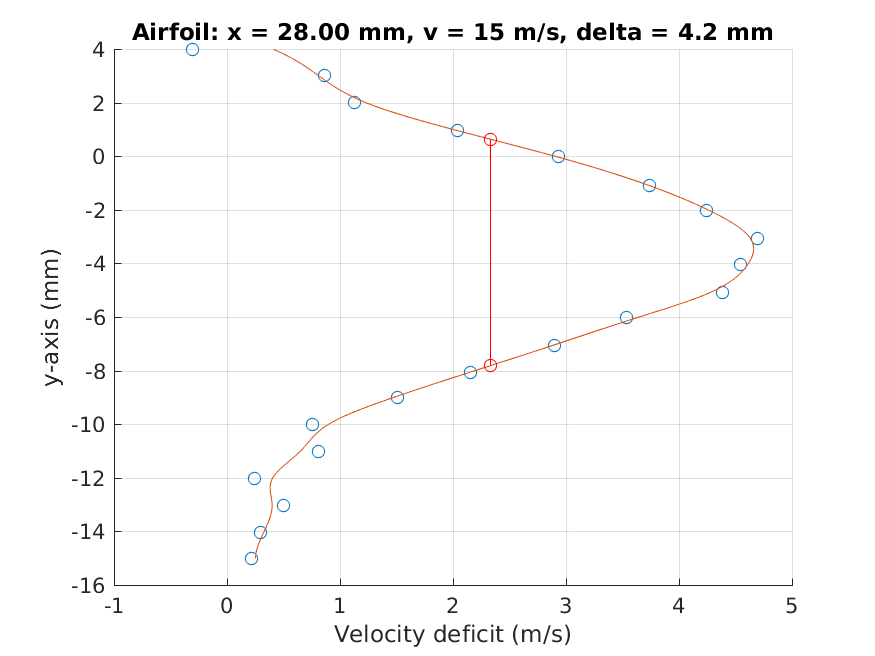 Airfoil: x = 28.00 mm, v = 15 m/s, delta = 4.2 mm
4
2
0
-2
-4
-6
-8
-10
-12
-14
-16
y-axis (mm)
-1 0 1 2 3 4 5
Velocity deficit (m/s)